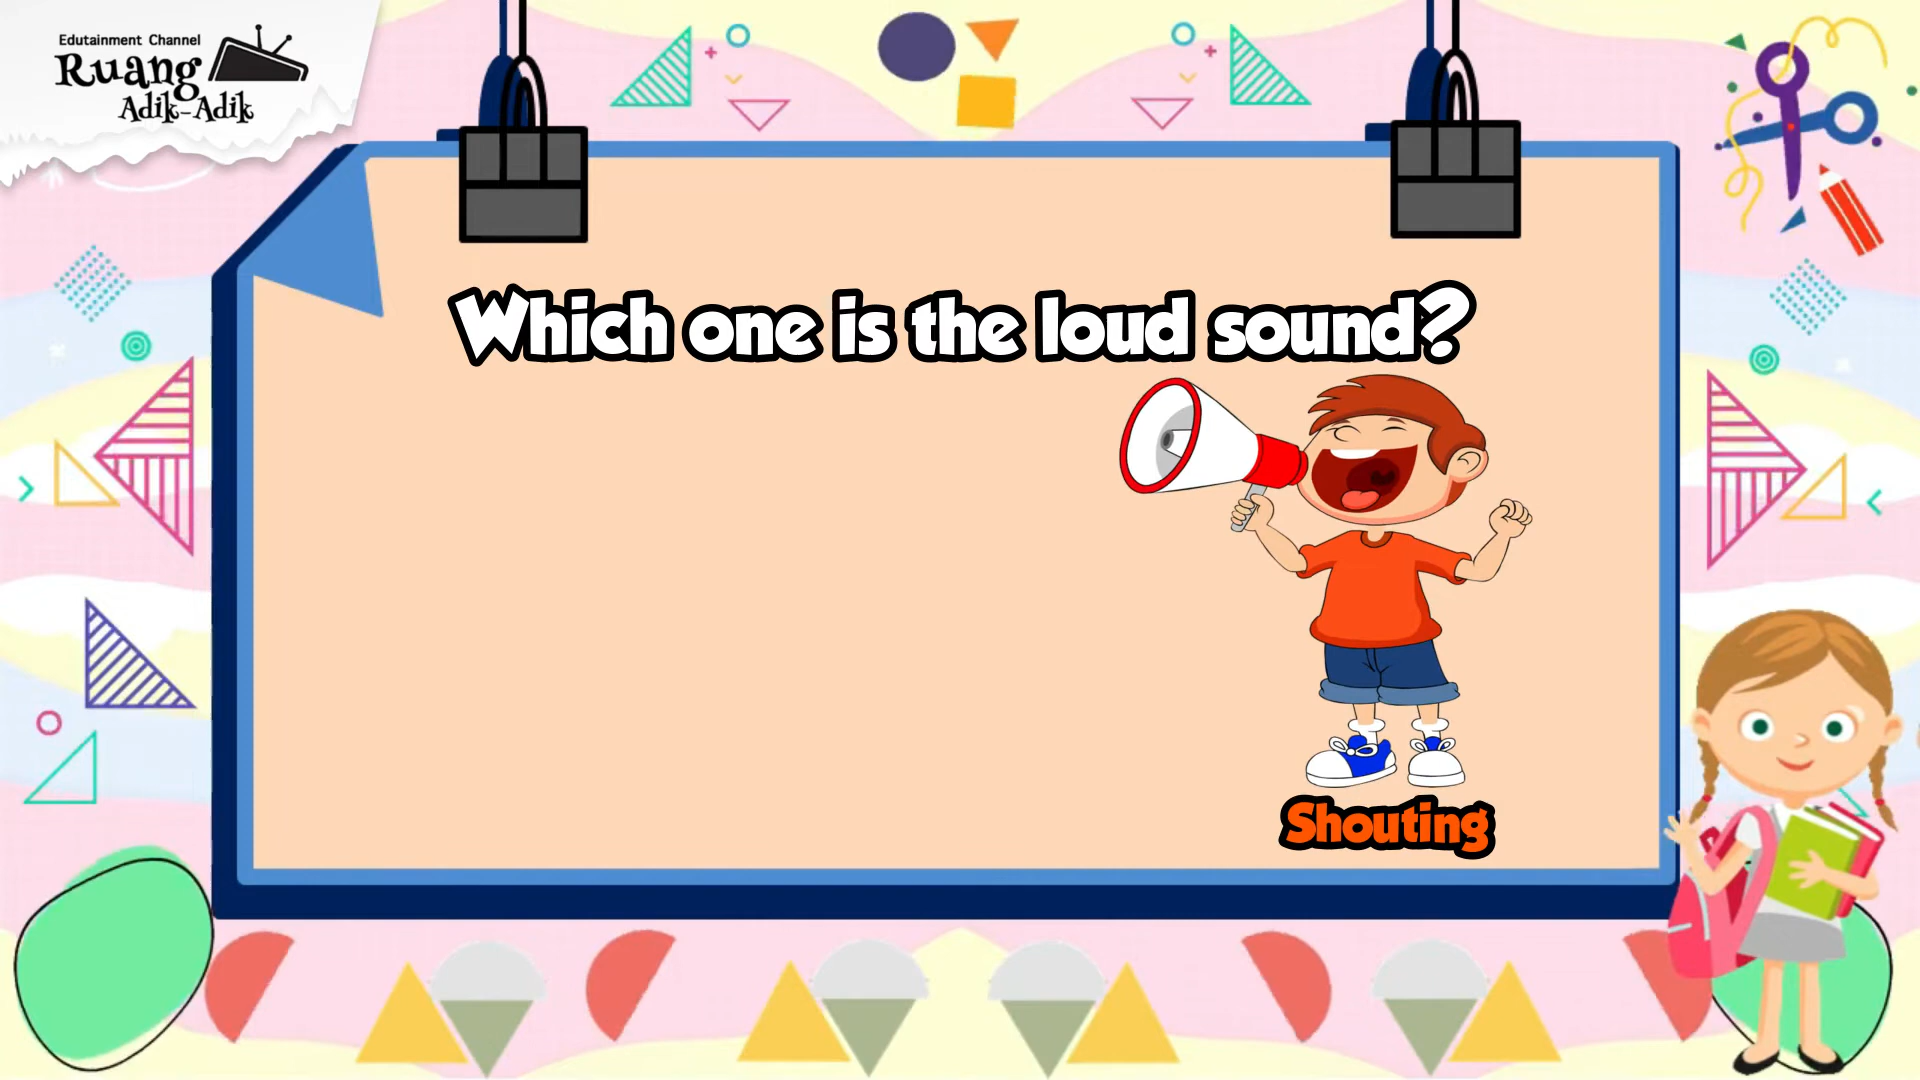 Edutainment Channel
Ruang
Adik-Adik
Which one is the loud sound?
Shouting